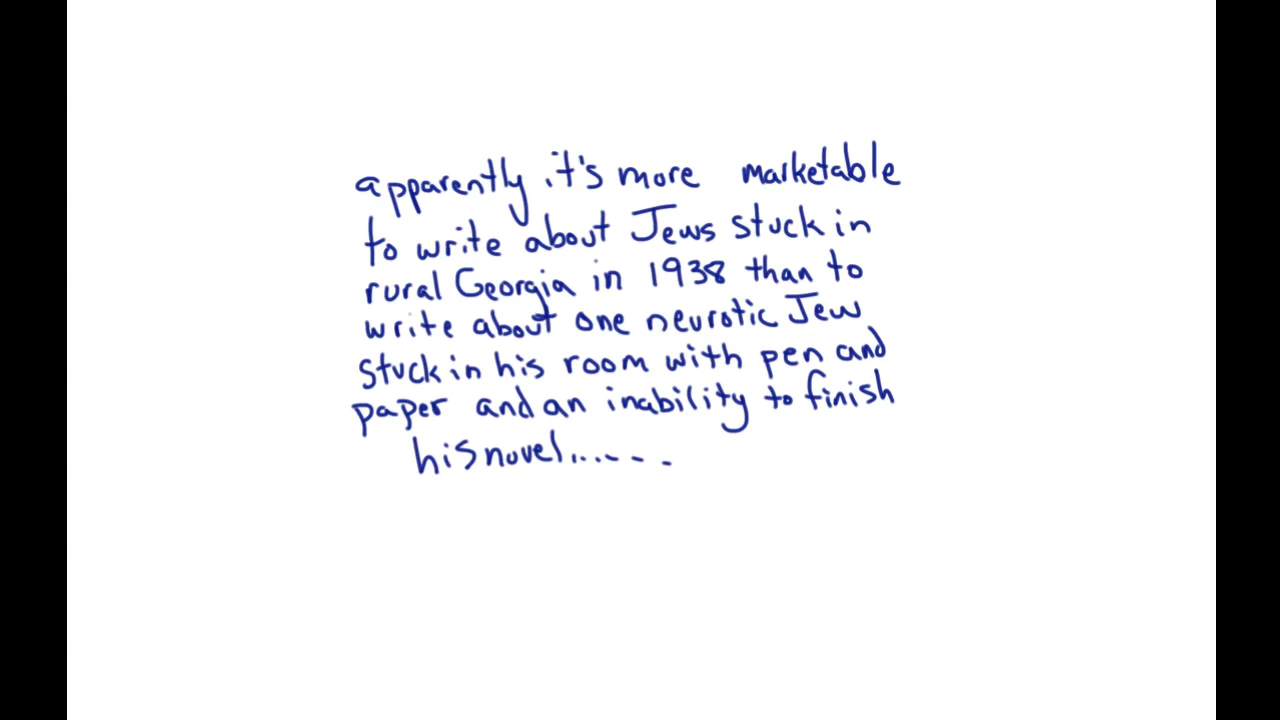 apparently it's more marketable
to write about Jews stuck in
rural Georgia in 1938 than to
write about one neurotic Jew
stuck in his room with pen and
paper and an inability to finish
his novel......